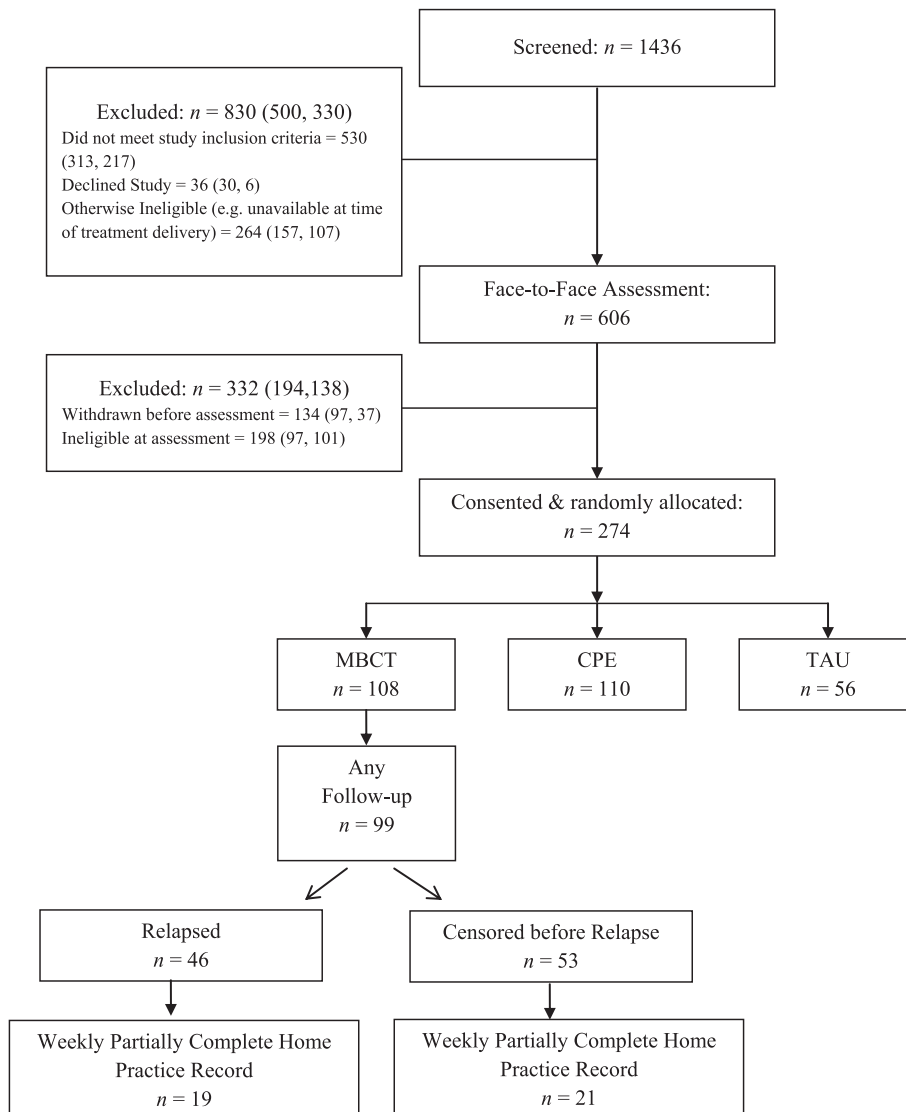 Screened: n = 1436
Excluded: n = 830 (500, 330)
Did not meet study inclusion criteria = 530
(313, 217)
Declined Study = 36 (30, 6)
Otherwise Ineligible (e.g. unavailable at time
of treatment delivery) = 264 (157, 107)
Face-to-Face Assessment:
n = 606
Excluded: n = 332 (194,138)
Withdrawn before assessment = 134 (97, 37)
Ineligible at assessment = 198 (97, 101)
Consented & randomly allocated:
n = 274
MBCT
n = 108
CPE
n = 110
TAU
n = 56
Any
Follow-up
n = 99
Relapsed
n = 46
Censored before Relapse
n = 53
Weekly Partially Complete Home
Practice Record
n = 19
Weekly Partially Complete Home
Practice Record
n = 21